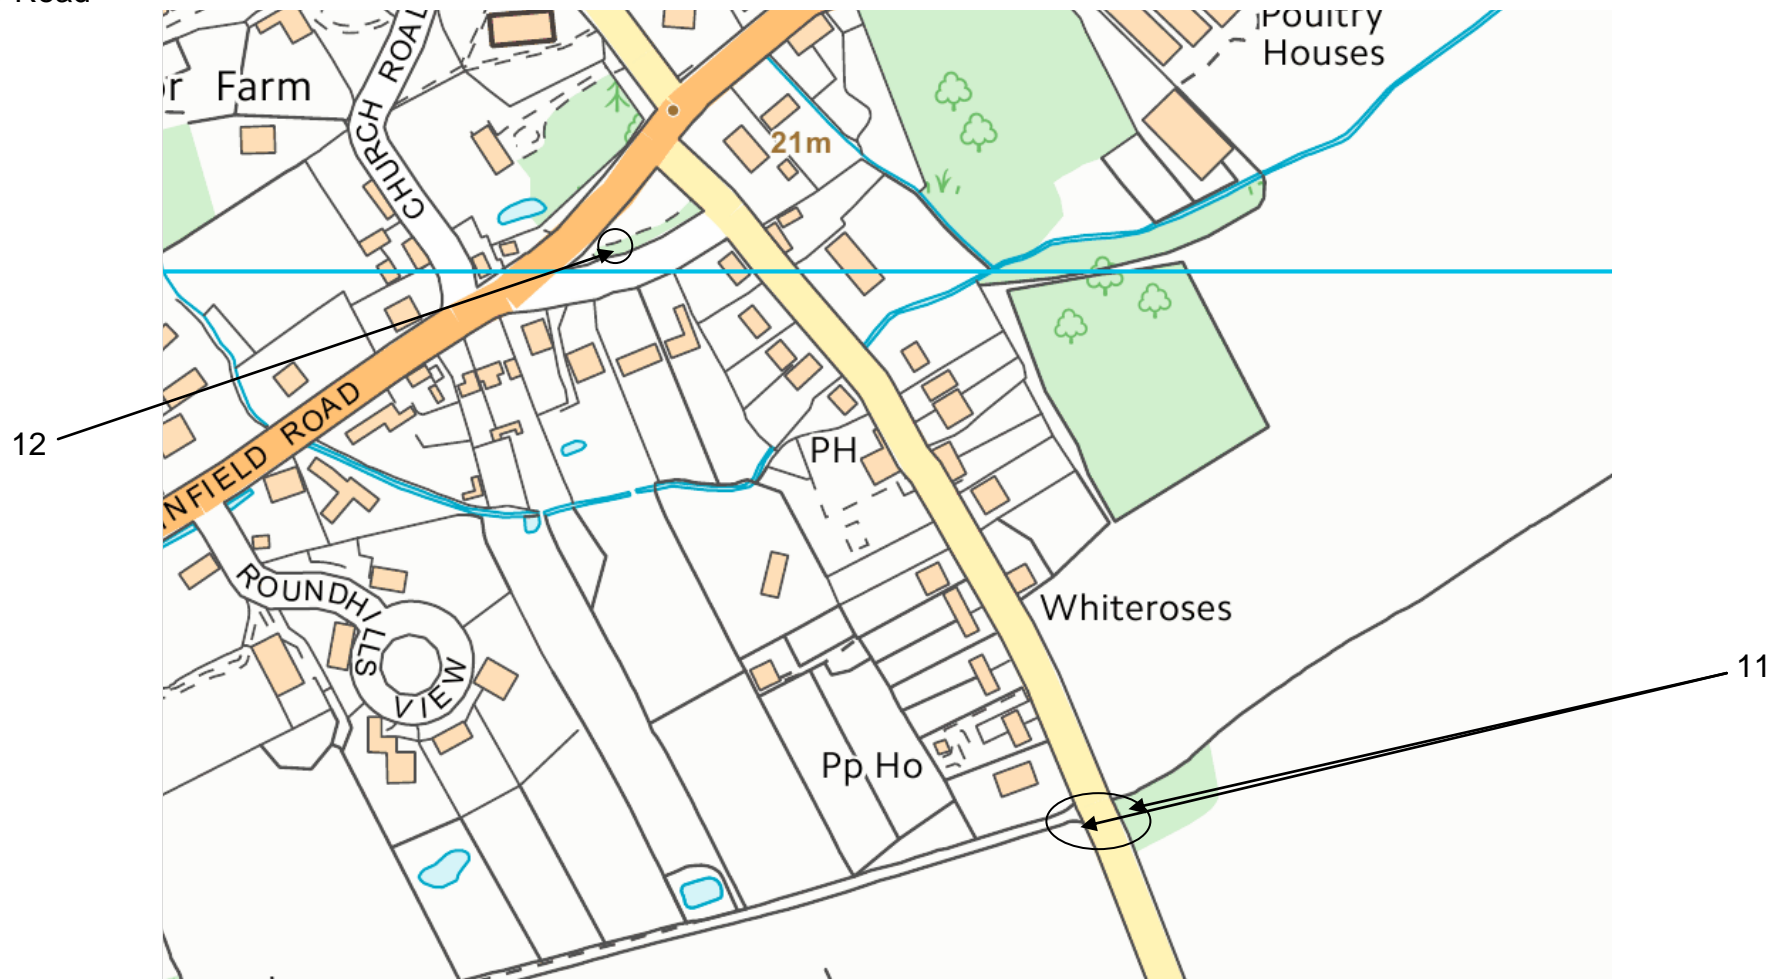 Poultry
Houses
Farm
CHURCH ROAD
21m
12
NFIELD ROAD
PH
ROUNDHILLS
VIEW
Whiteroses
11
Pp Ho